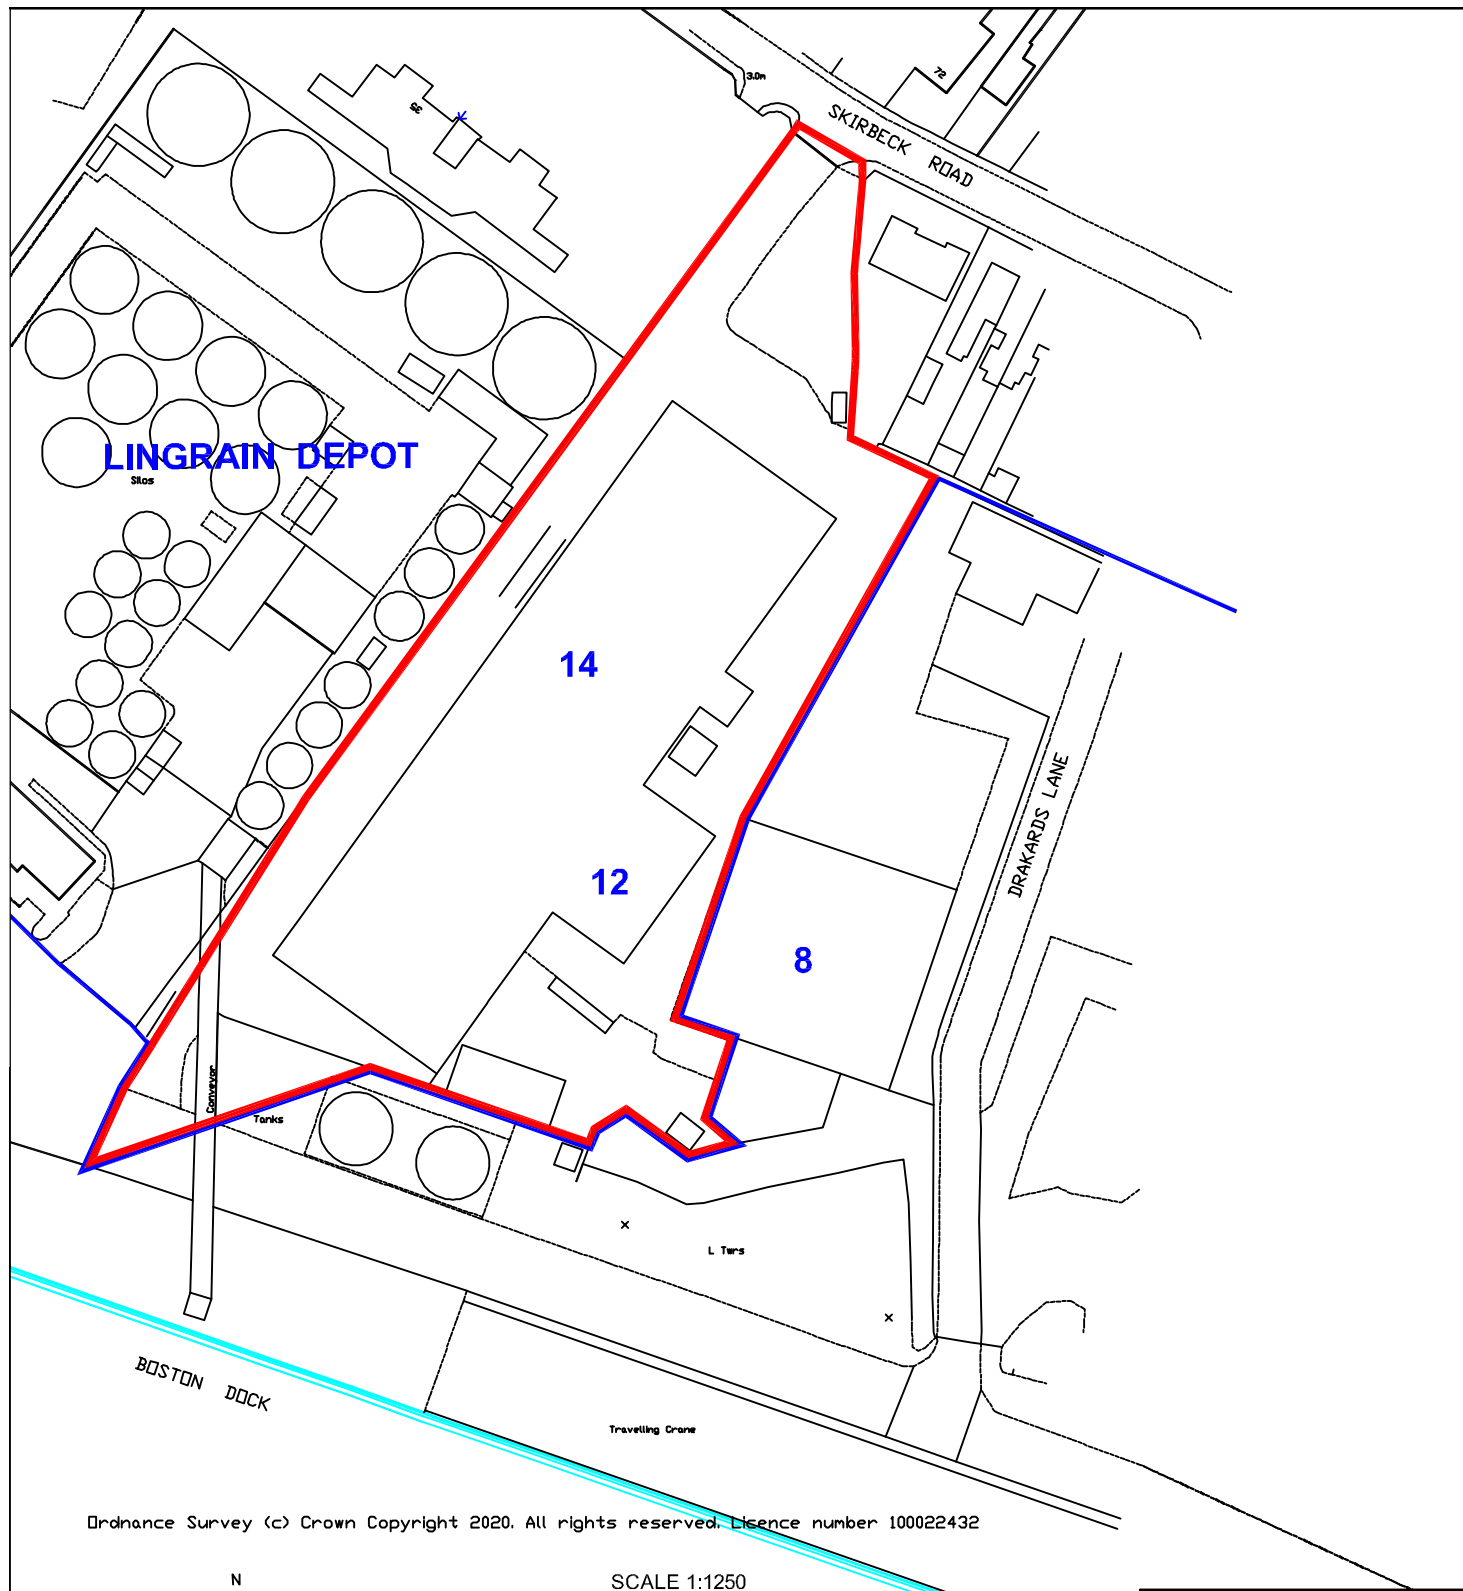 72
3.0m
35
SKIRBECK ROAD
LINGRAIN DEPOT
Silos
14
12
8
DRAKARDS LANE
Conveyor
Tanks
L Twrs
BOSTON DOCK
Travelling Crane
Ordnance Survey (c) Crown Copyright 2020. All rights reserved. Licence number 100022432
N
SCALE 1:1250